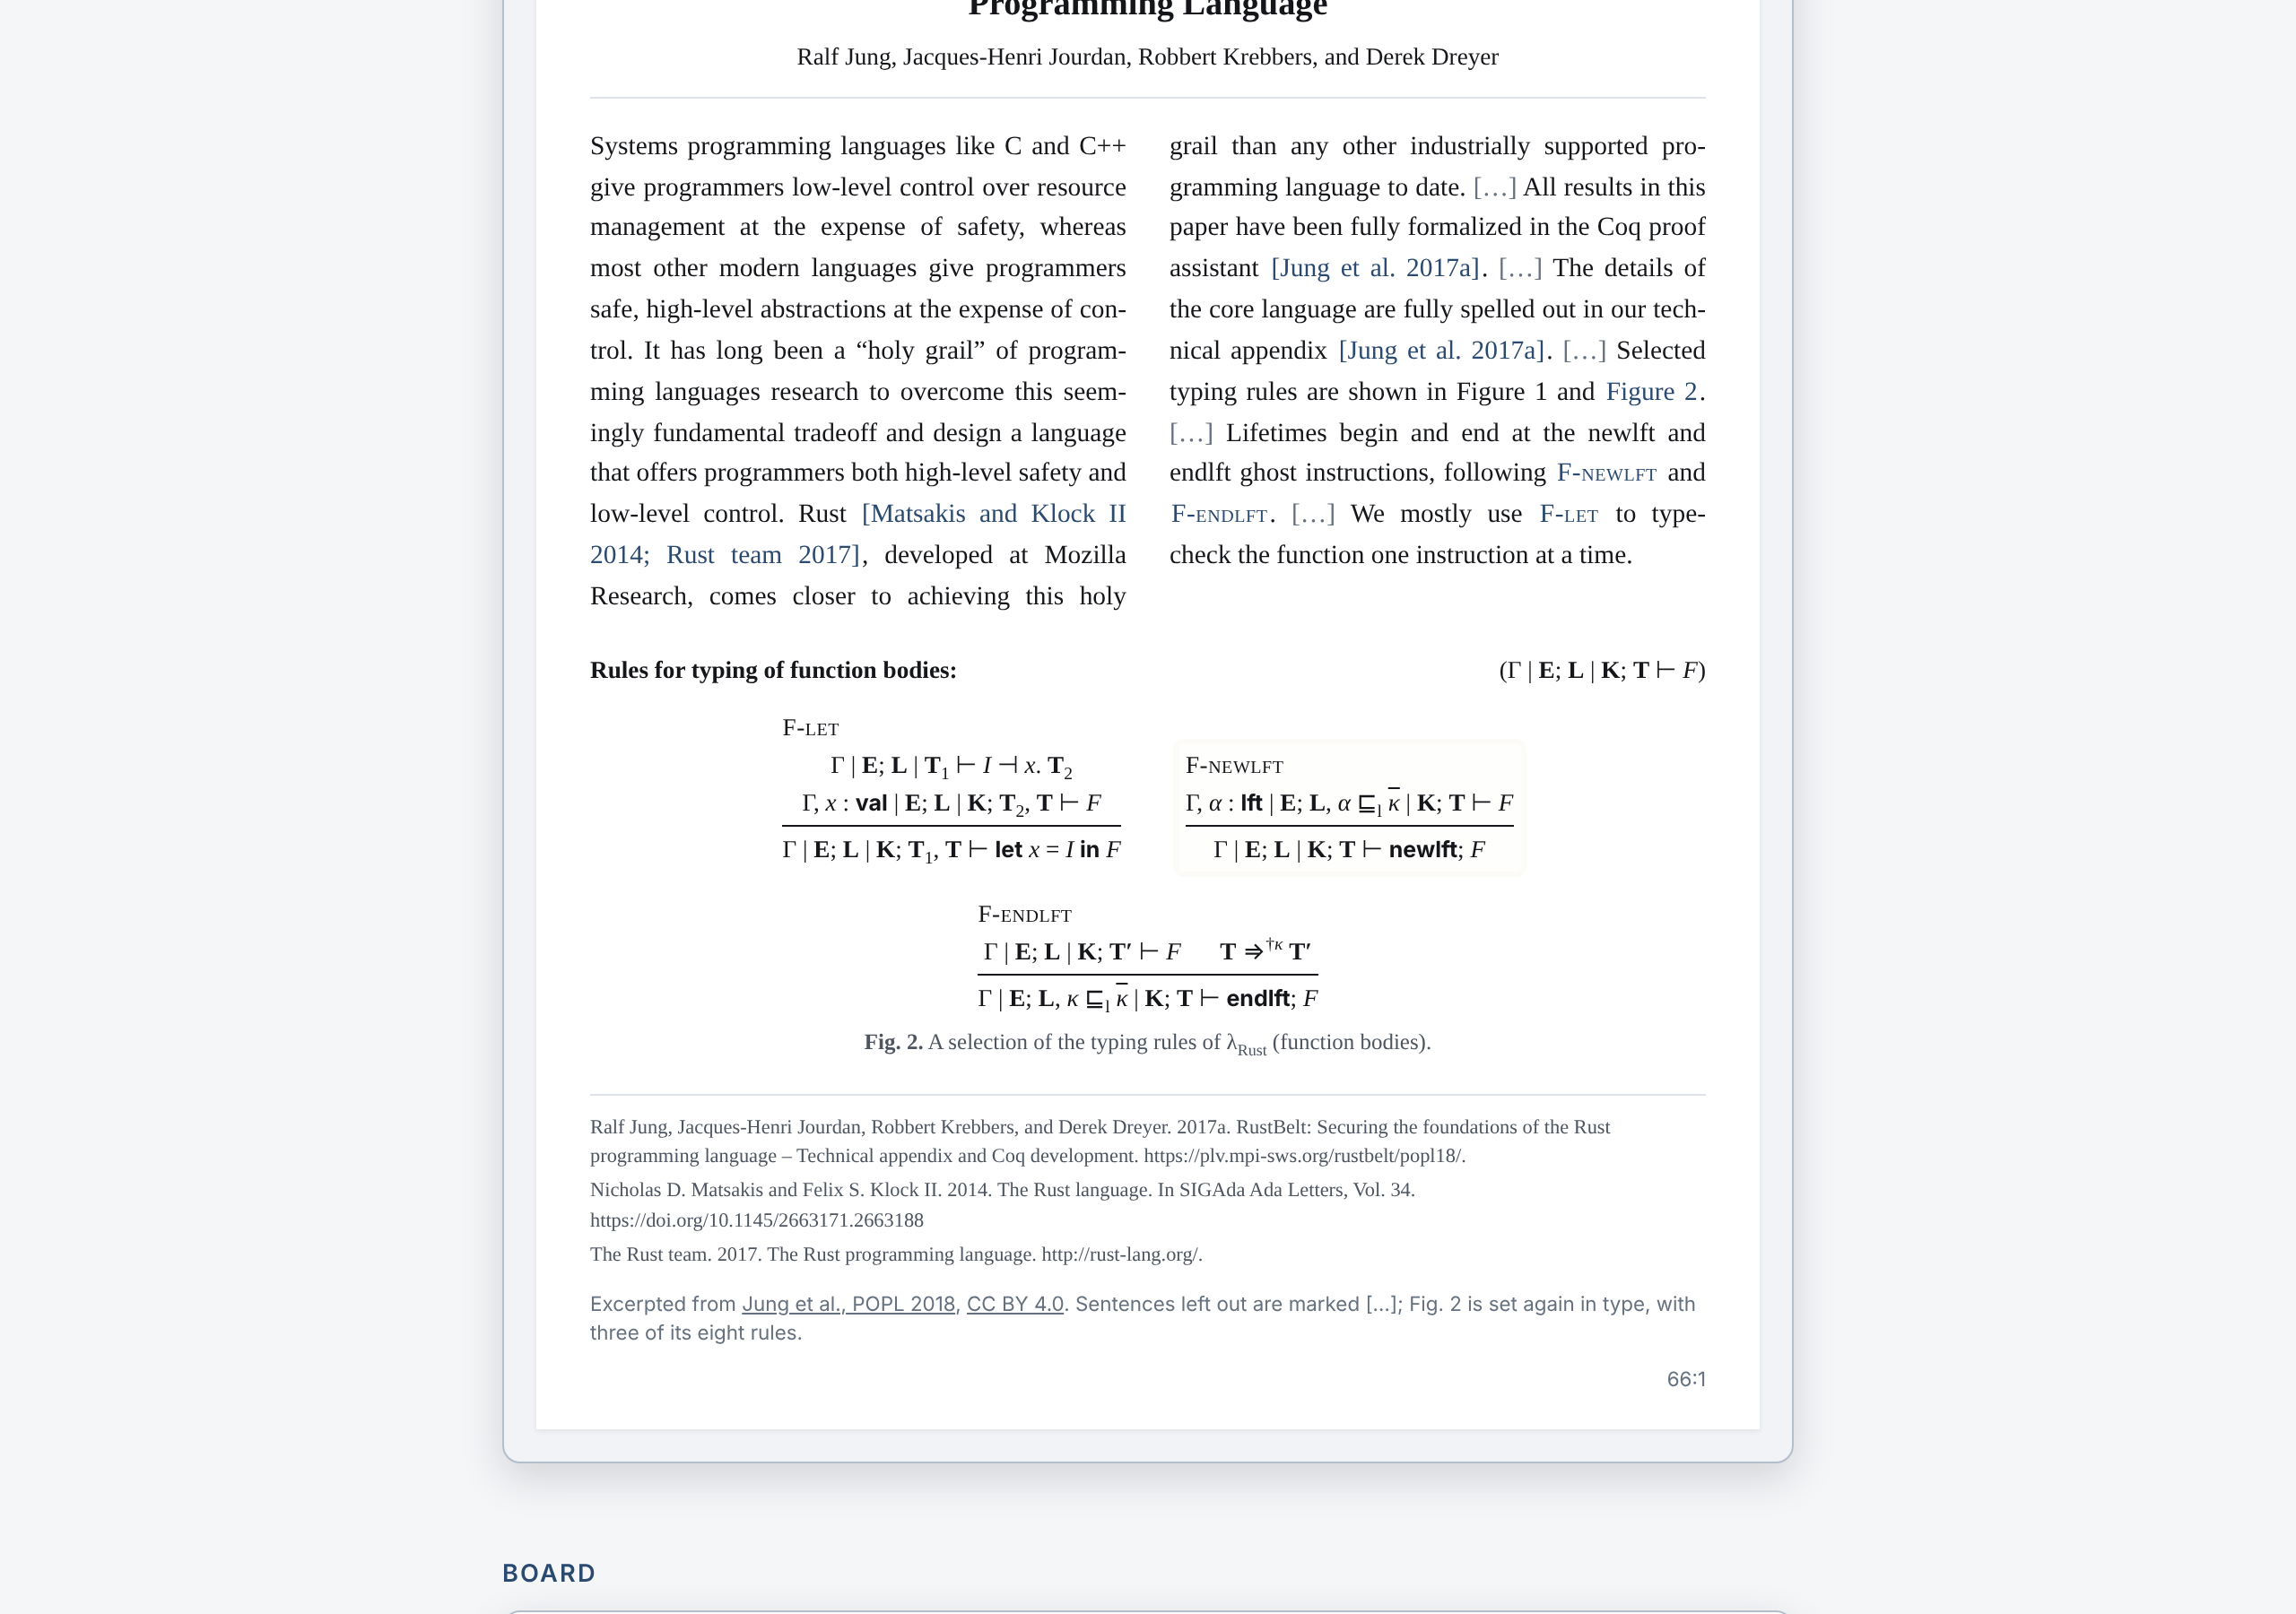 Programming Language
Ralf Jung, Jacques-Henri Jourdan, Robbert Krebbers, and Derek Dreyer
Systems programming languages like C and C++
give programmers low-level control over resource
management at the expense of safety, whereas
most other modern languages give programmers
safe, high-level abstractions at the expense of con-
trol. It has long been a “holy grail” of program-
ming languages research to overcome this seem-
ingly fundamental tradeoff and design a language
that offers programmers both high-level safety and
low-level control. Rust [Matsakis and Klock II
2014; Rust team 2017], developed at Mozilla
Research, comes closer to achieving this holy
grail than any other industrially supported pro-
gramming language to date. […] All results in this
paper have been fully formalized in the Coq proof
assistant [Jung et al. 2017a]. […] The details of
the core language are fully spelled out in our tech-
nical appendix [Jung et al. 2017a]. […] Selected
typing rules are shown in Figure 1 and Figure 2.
[…] Lifetimes begin and end at the newlft and
endlft ghost instructions, following F-NEWLFT and
F-ENDLFT. […] We mostly use F-LET to type-
check the function one instruction at a time.
Rules for typing of function bodies: (Γ | E; L | K; T ⊢ F)
F-LET
Γ | E; L | T₁ ⊢ I ⊣ x. T₂
Γ, x : val | E; L | K; T₂, T ⊢ F
Γ | E; L | K; T₁, T ⊢ let x = I in F
F-NEWLFT
Γ, α : lft | E; L, α ⊑ₗ κ̅ | K; T ⊢ F
Γ | E; L | K; T ⊢ newlft; F
F-ENDLFT
Γ | E; L | K; T′ ⊢ F T ⇒†κ T′
Γ | E; L, κ ⊑ₗ κ̅ | K; T ⊢ endlft; F
Fig. 2. A selection of the typing rules of λRust (function bodies).
Ralf Jung, Jacques-Henri Jourdan, Robbert Krebbers, and Derek Dreyer. 2017a. RustBelt: Securing the foundations of the Rust
programming language – Technical appendix and Coq development. https://plv.mpi-sws.org/rustbelt/popl18/.
Nicholas D. Matsakis and Felix S. Klock II. 2014. The Rust language. In SIGAda Ada Letters, Vol. 34.
https://doi.org/10.1145/2663171.2663188
The Rust team. 2017. The Rust programming language. http://rust-lang.org/.
Excerpted from Jung et al., POPL 2018, CC BY 4.0. Sentences left out are marked […]; Fig. 2 is set again in type, with
three of its eight rules.
66:1
BOARD